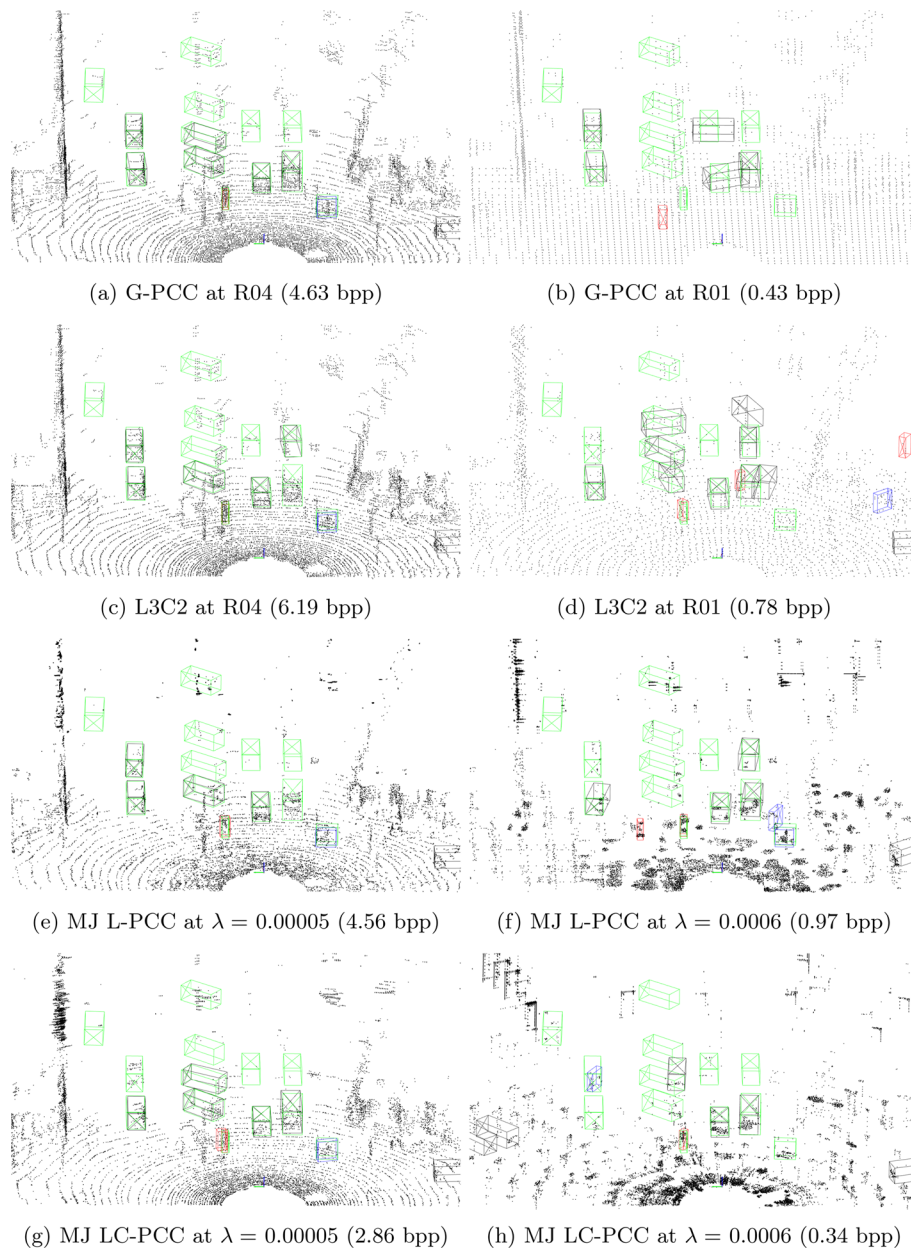 (a) G-PCC at R04 (4.63 bpp)
(b) G-PCC at R01 (0.43 bpp)
(c) L3C2 at R04 (6.19 bpp)
(d) L3C2 at R01 (0.78 bpp)
(e) MJ L-PCC at λ = 0.00005 (4.56 bpp)
(f) MJ L-PCC at λ = 0.0006 (0.97 bpp)
(g) MJ LC-PCC at λ = 0.00005 (2.86 bpp)
(h) MJ LC-PCC at λ = 0.0006 (0.34 bpp)